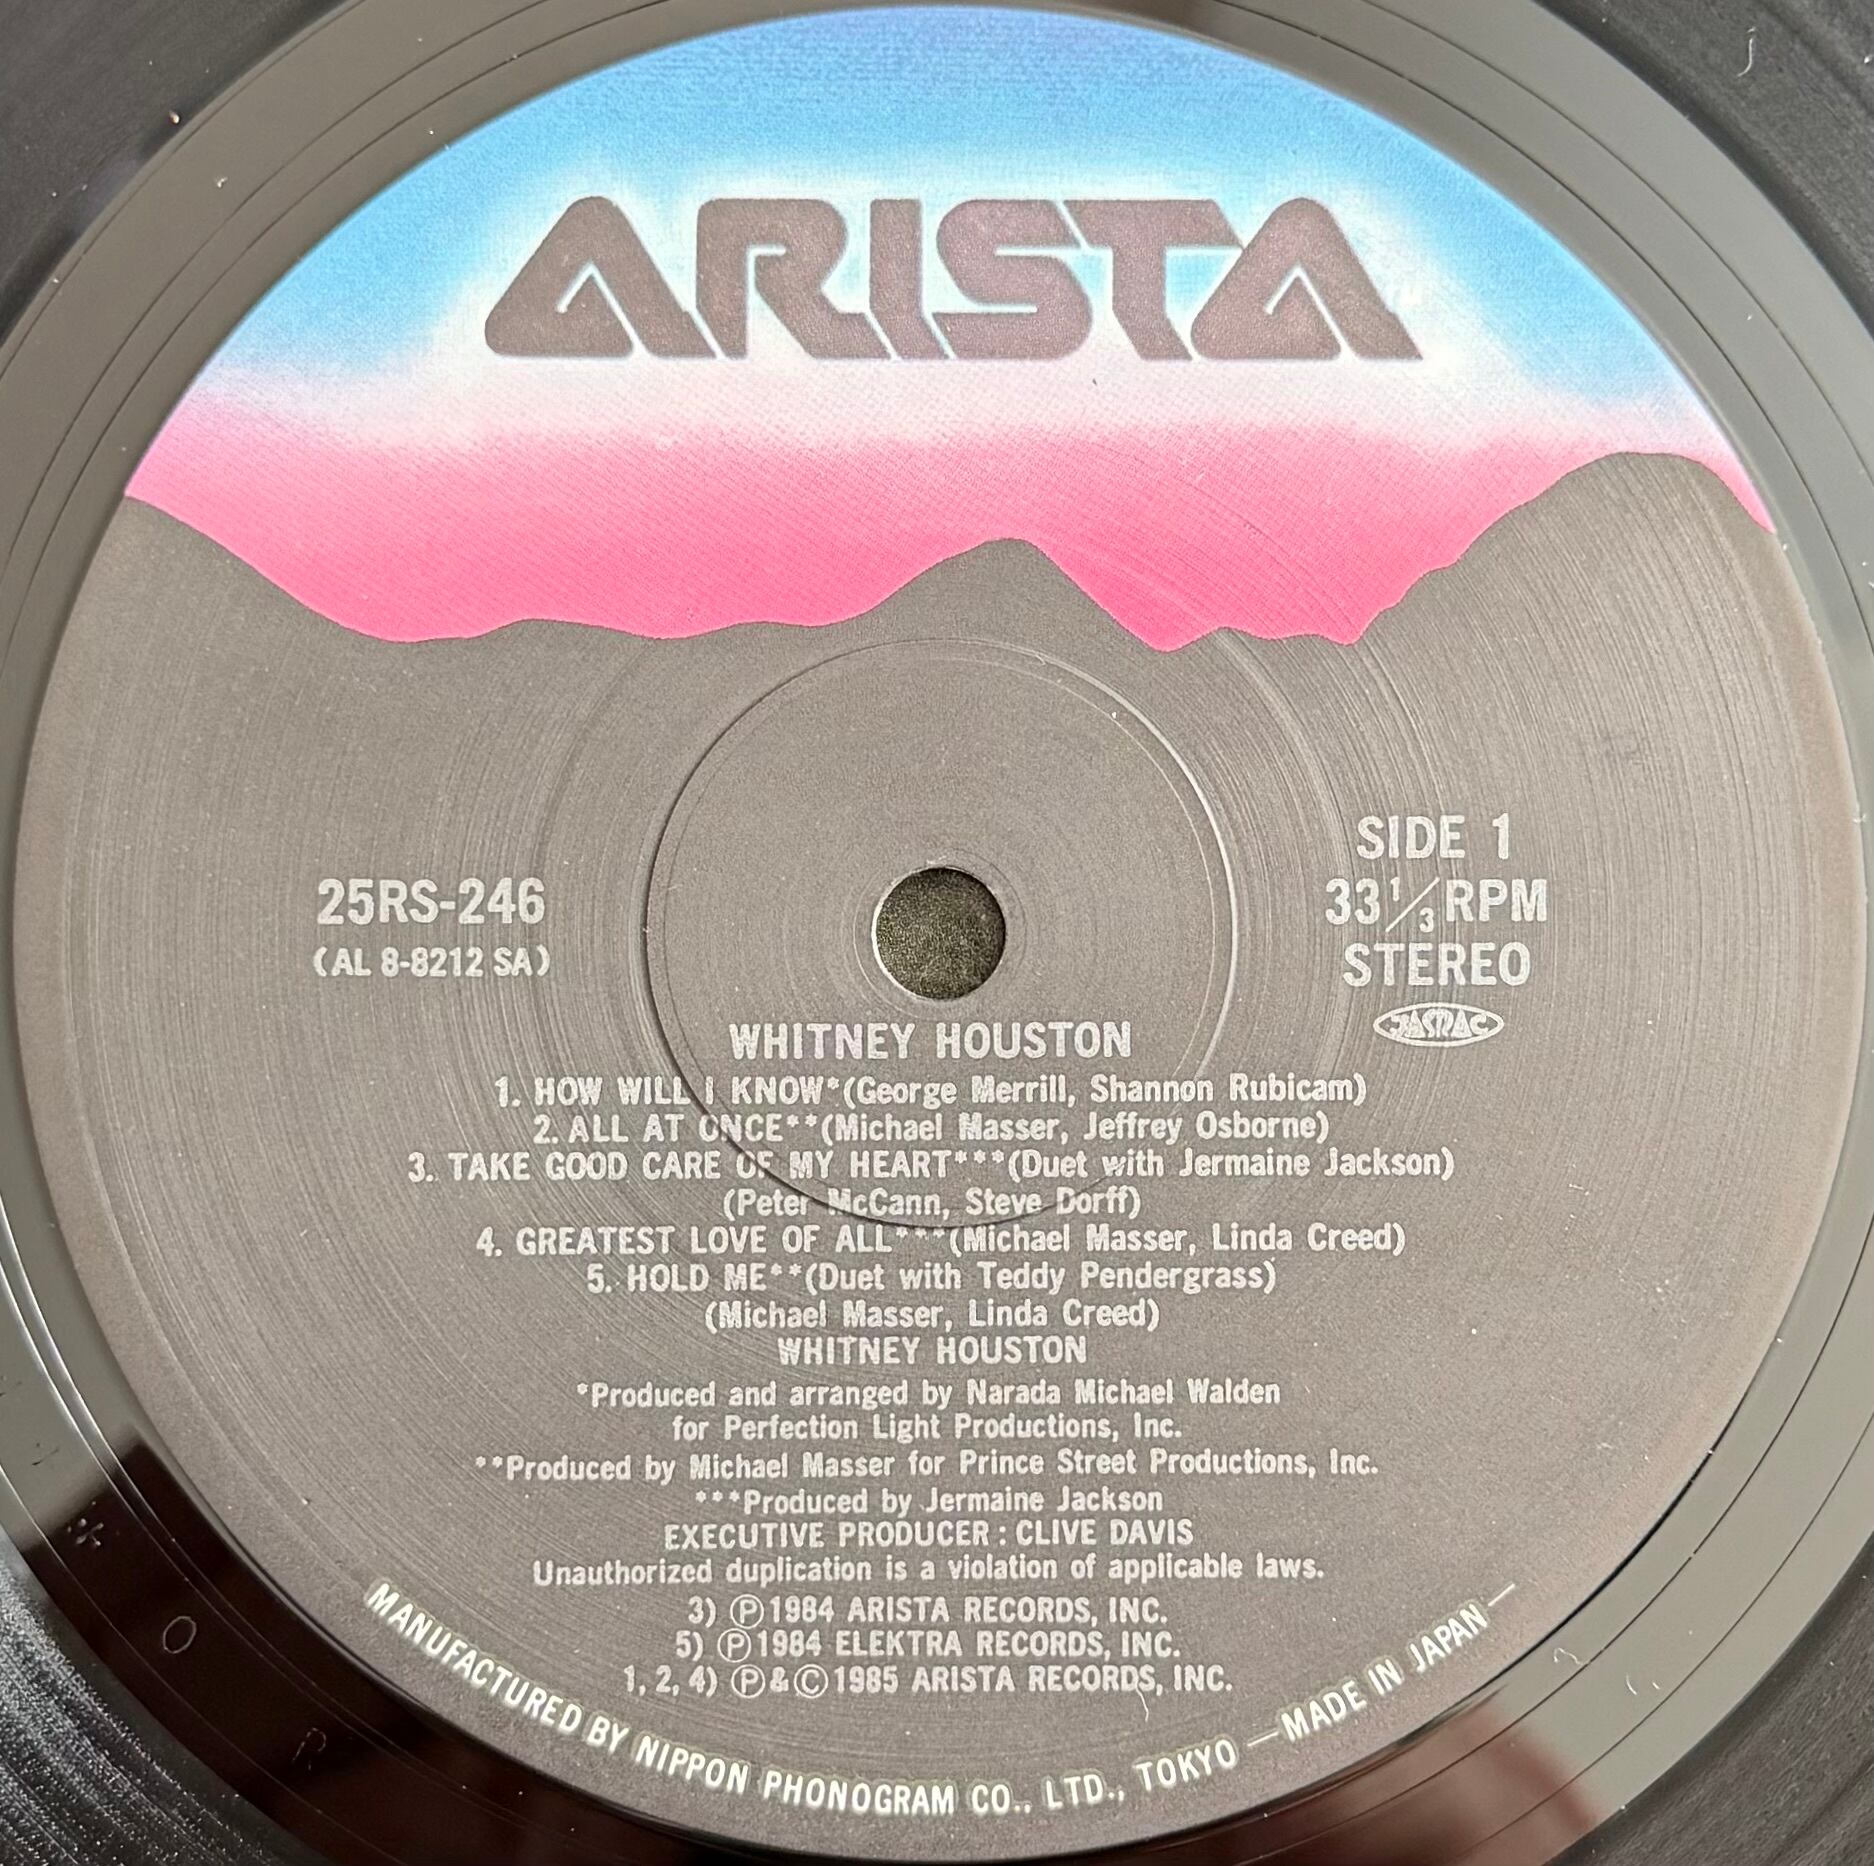 ARISTA
25RS-246
(AL 8-8212 SA)
SIDE 1
33 1/3 RPM
STEREO
JASRAC
WHITNEY HOUSTON
1. HOW WILL I KNOW*(George Merrill, Shannon Rubicam)
2. ALL AT ONCE**(Michael Masser, Jeffrey Osborne)
3. TAKE GOOD CARE OF MY HEART***(Duet with Jermaine Jackson)
(Peter McCann, Steve Dorff)
4. GREATEST LOVE OF ALL***(Michael Masser, Linda Creed)
5. HOLD ME**(Duet with Teddy Pendergrass)
(Michael Masser, Linda Creed)
WHITNEY HOUSTON
*Produced and arranged by Narada Michael Walden
for Perfection Light Productions, Inc.
**Produced by Michael Masser for Prince Street Productions, Inc.
***Produced by Jermaine Jackson
EXECUTIVE PRODUCER : CLIVE DAVIS
Unauthorized duplication is a violation of applicable laws.
3) Ⓟ1984 ARISTA RECORDS, INC.
5) Ⓟ1984 ELEKTRA RECORDS, INC.
1, 2, 4) Ⓟ&Ⓒ1985 ARISTA RECORDS, INC.
MANUFACTURED BY NIPPON PHONOGRAM CO., LTD., TOKYO —MADE IN JAPAN—